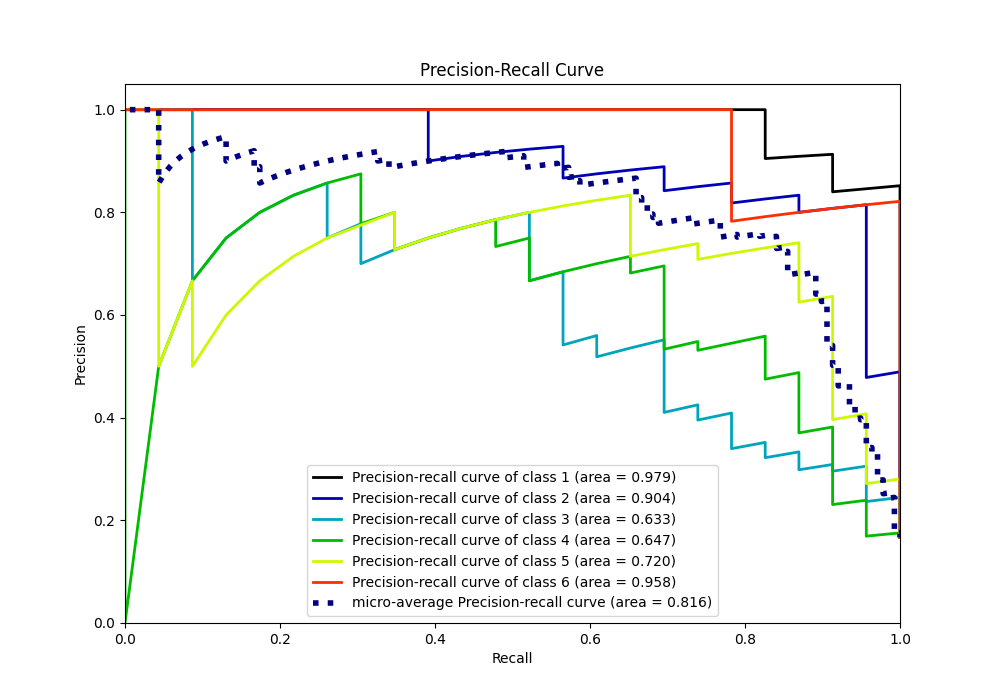 Precision-Recall Curve
1.0
0.8
0.6
0.4
0.2
0.0
Precision
Precision-recall curve of class 1 (area = 0.979)
Precision-recall curve of class 2 (area = 0.904)
Precision-recall curve of class 3 (area = 0.633)
Precision-recall curve of class 4 (area = 0.647)
Precision-recall curve of class 5 (area = 0.720)
Precision-recall curve of class 6 (area = 0.958)
micro-average Precision-recall curve (area = 0.816)
0.0 0.2 0.4 0.6 0.8 1.0
Recall